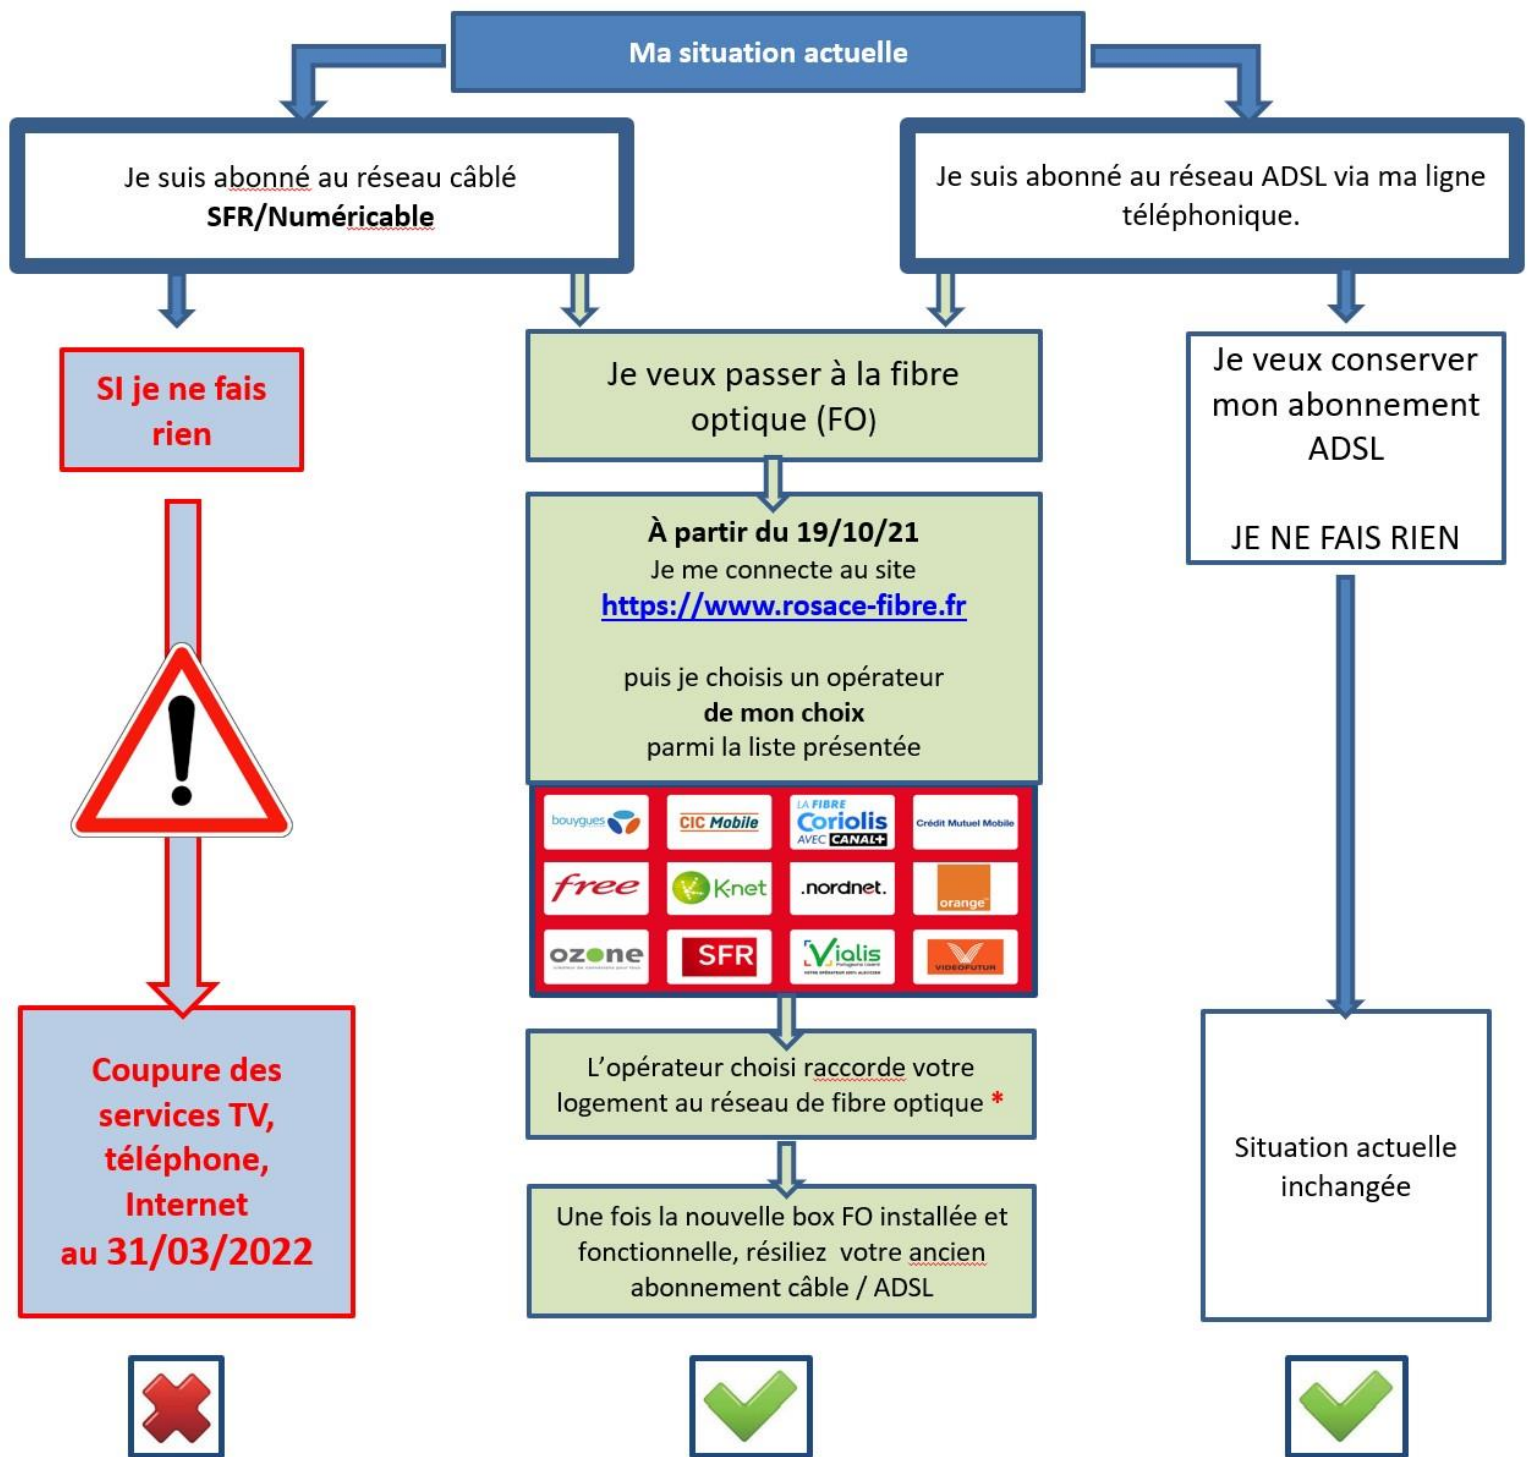 Ma situation actuelle
Je suis abonné au réseau câblé
SFR/Numéricable
Je suis abonné au réseau ADSL via ma ligne
téléphonique.
SI je ne fais
rien
Je veux passer à la fibre
optique (FO)
Je veux conserver
mon abonnement
ADSL
JE NE FAIS RIEN
À partir du 19/10/21
Je me connecte au site
https://www.rosace-fibre.fr
puis je choisis un opérateur
de mon choix
parmi la liste présentée
bouygues
CIC Mobile
LA FIBRE
Coriolis
AVEC CANAL+
Crédit Mutuel Mobile
free
K-net
.nordnet.
orange
ozone
SFR
Vialis
VOTRE OPÉRATEUR 100% ALSACIEN
VIDEOFUTUR
Coupure des
services TV,
téléphone,
Internet
au 31/03/2022
L'opérateur choisi raccorde votre
logement au réseau de fibre optique *
Une fois la nouvelle box FO installée et
fonctionnelle, résiliez votre ancien
abonnement câble / ADSL
Situation actuelle
inchangée